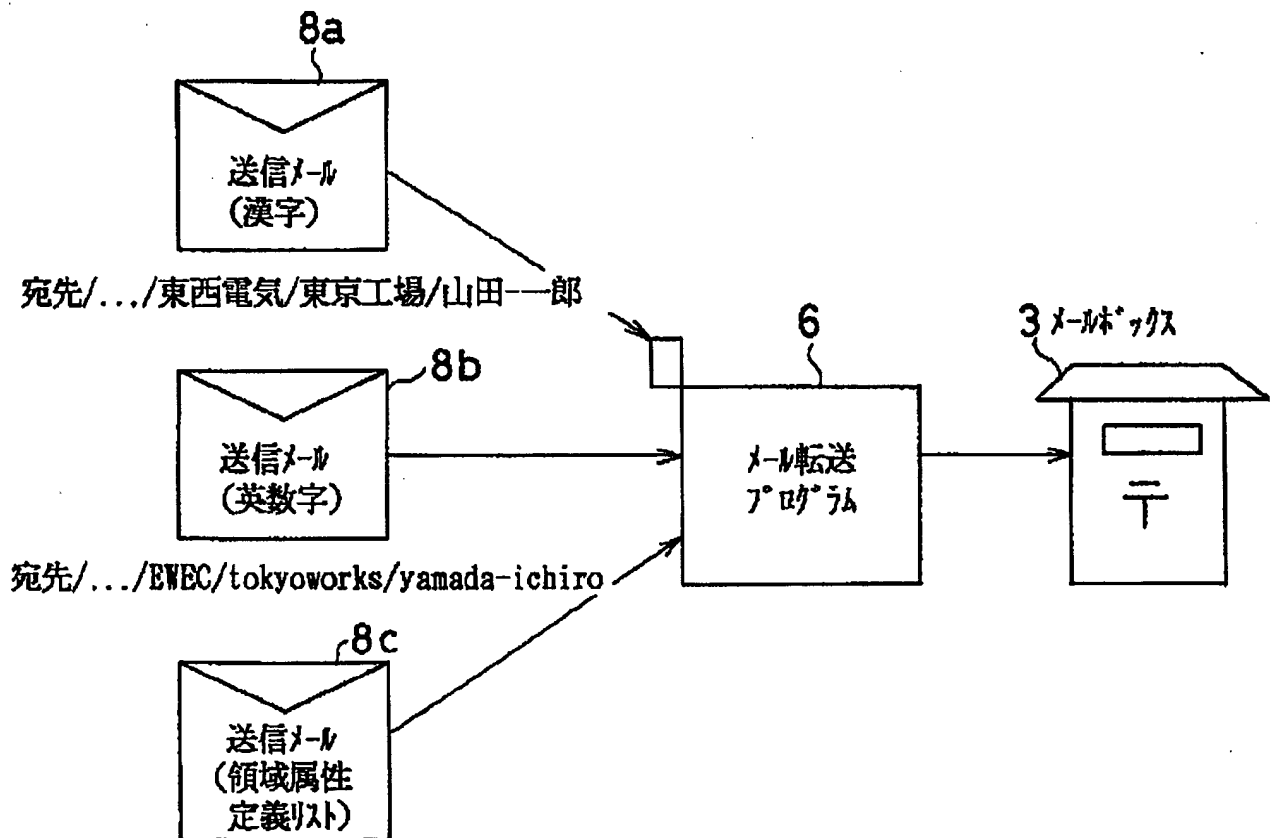 8a
送信メール
(漢字)
宛先/.../東西電気/東京工場/山田一一郎
8b
送信メール
(英数字)
宛先/.../EWEC/tokyoworks/yamada-ichiro
8c
送信メール
(領域属性
定義リスト)
6
メール転送
プログラム
3 メールボックス
〒